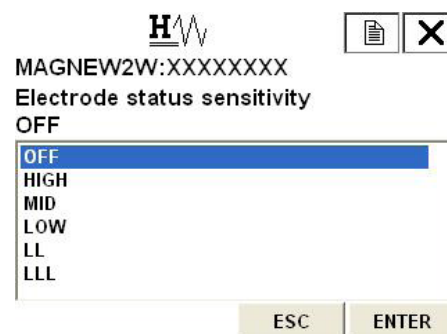 H
MAGNEW2W:XXXXXXXX
Electrode status sensitivity
OFF
OFF
HIGH
MID
LOW
LL
LLL
ESC ENTER